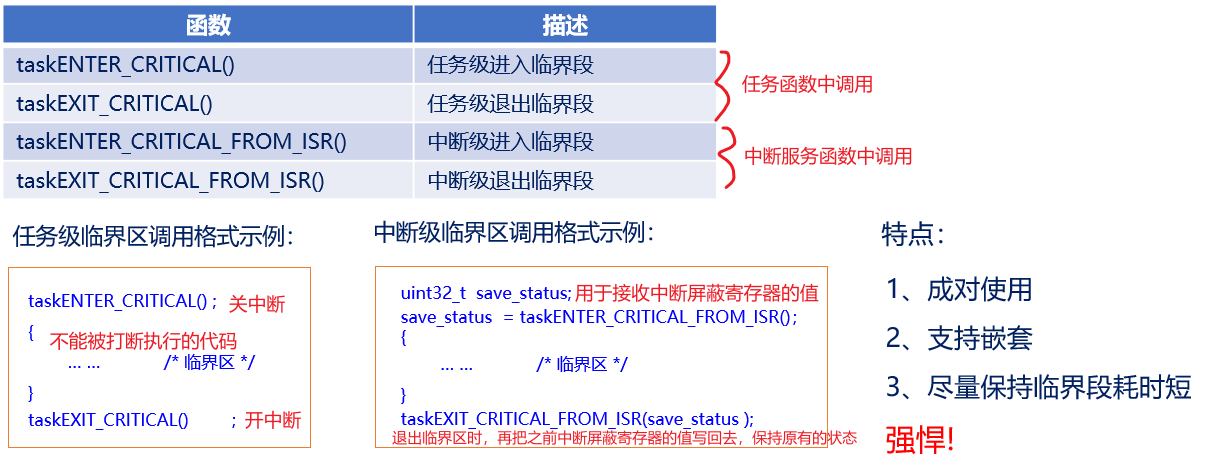 函数 描述
taskENTER_CRITICAL() 任务级进入临界段
taskEXIT_CRITICAL() 任务级退出临界段
任务函数中调用
taskENTER_CRITICAL_FROM_ISR() 中断级进入临界段
taskEXIT_CRITICAL_FROM_ISR() 中断级退出临界段
中断服务函数中调用
任务级临界区调用格式示例：
taskENTER_CRITICAL() ; 关中断
{
不能被打断执行的代码
… … /* 临界区 */
}
taskEXIT_CRITICAL() ; 开中断
中断级临界区调用格式示例：
uint32_t save_status; 用于接收中断屏蔽寄存器的值
save_status = taskENTER_CRITICAL_FROM_ISR();
{
… … /* 临界区 */
}
taskEXIT_CRITICAL_FROM_ISR(save_status );
退出临界区时，再把之前中断屏蔽寄存器的值写回去，保持原有的状态
特点：
1、成对使用
2、支持嵌套
3、尽量保持临界段耗时短
强悍!